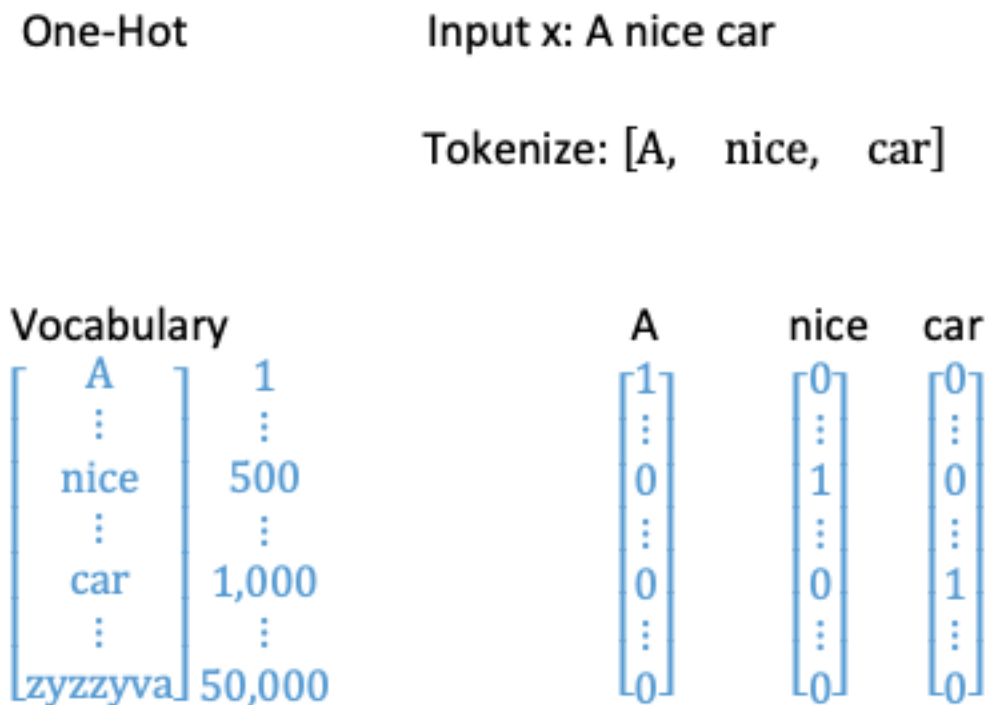 One-Hot Input x: A nice car
Tokenize: [A, nice, car]
Vocabulary A nice car
A 1 1 0 0
⋮ ⋮ ⋮ ⋮ ⋮
nice 500 0 1 0
⋮ ⋮ ⋮ ⋮ ⋮
car 1,000 0 0 1
⋮ ⋮ ⋮ ⋮ ⋮
zyzzyva 50,000 0 0 0